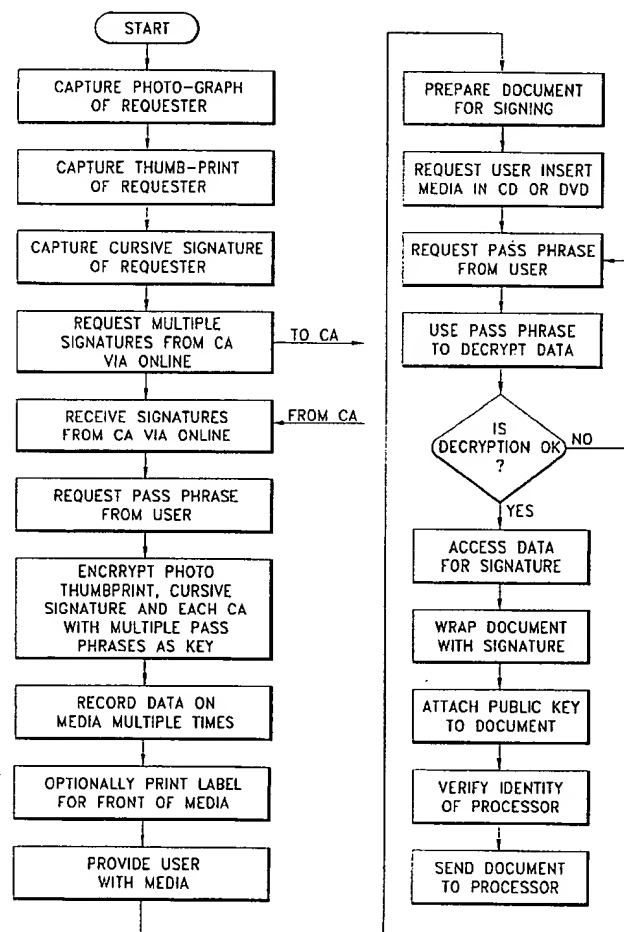 START
CAPTURE PHOTO-GRAPH
OF REQUESTER
CAPTURE THUMB-PRINT
OF REQUESTER
CAPTURE CURSIVE SIGNATURE
OF REQUESTER
REQUEST MULTIPLE
SIGNATURES FROM CA
VIA ONLINE
TO CA
RECEIVE SIGNATURES
FROM CA VIA ONLINE
FROM CA
REQUEST PASS PHRASE
FROM USER
ENCRRYPT PHOTO
THUMBPRINT, CURSIVE
SIGNATURE AND EACH CA
WITH MULTIPLE PASS
PHRASES AS KEY
RECORD DATA ON
MEDIA MULTIPLE TIMES
OPTIONALLY PRINT LABEL
FOR FRONT OF MEDIA
PROVIDE USER
WITH MEDIA
PREPARE DOCUMENT
FOR SIGNING
REQUEST USER INSERT
MEDIA IN CD OR DVD
REQUEST PASS PHRASE
FROM USER
USE PASS PHRASE
TO DECRYPT DATA
IS
DECRYPTION OK
?
NO
YES
ACCESS DATA
FOR SIGNATURE
WRAP DOCUMENT
WITH SIGNATURE
ATTACH PUBLIC KEY
TO DOCUMENT
VERIFY IDENTITY
OF PROCESSOR
SEND DOCUMENT
TO PROCESSOR